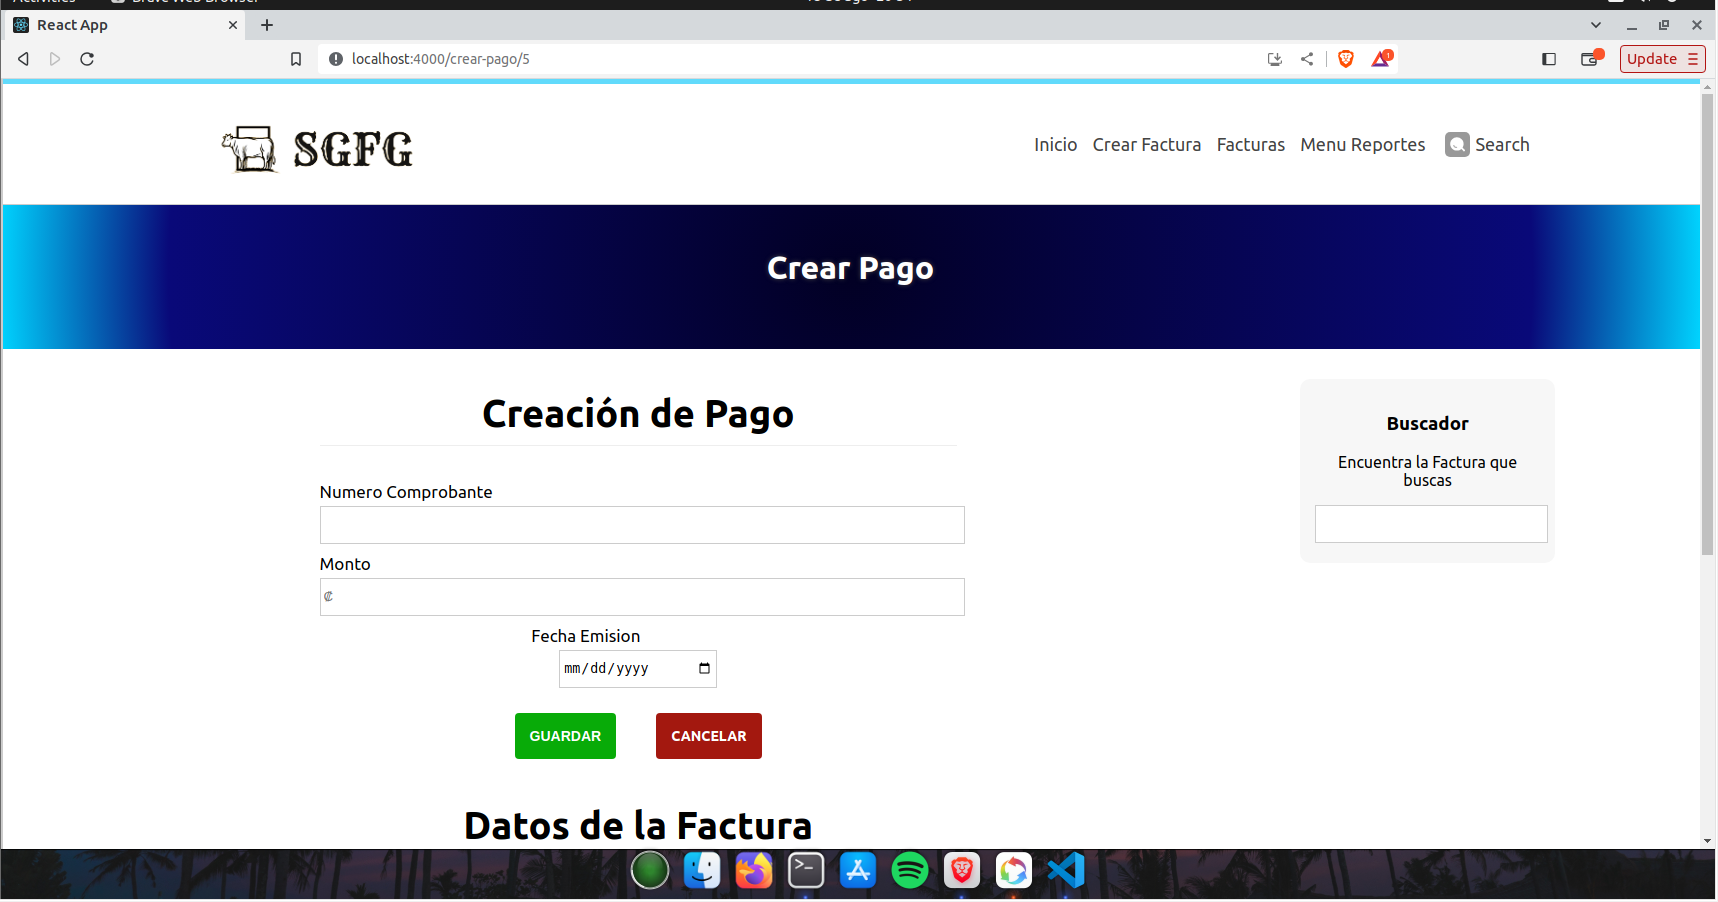 React App
localhost:4000/crear-pago/5
1
Update
SGFG
Inicio Crear Factura Facturas Menu Reportes Search
Crear Pago
Creación de Pago
Numero Comprobante
Monto
₡
Fecha Emision
mm/dd/yyyy
GUARDAR CANCELAR
Datos de la Factura
Buscador
Encuentra la Factura que
buscas